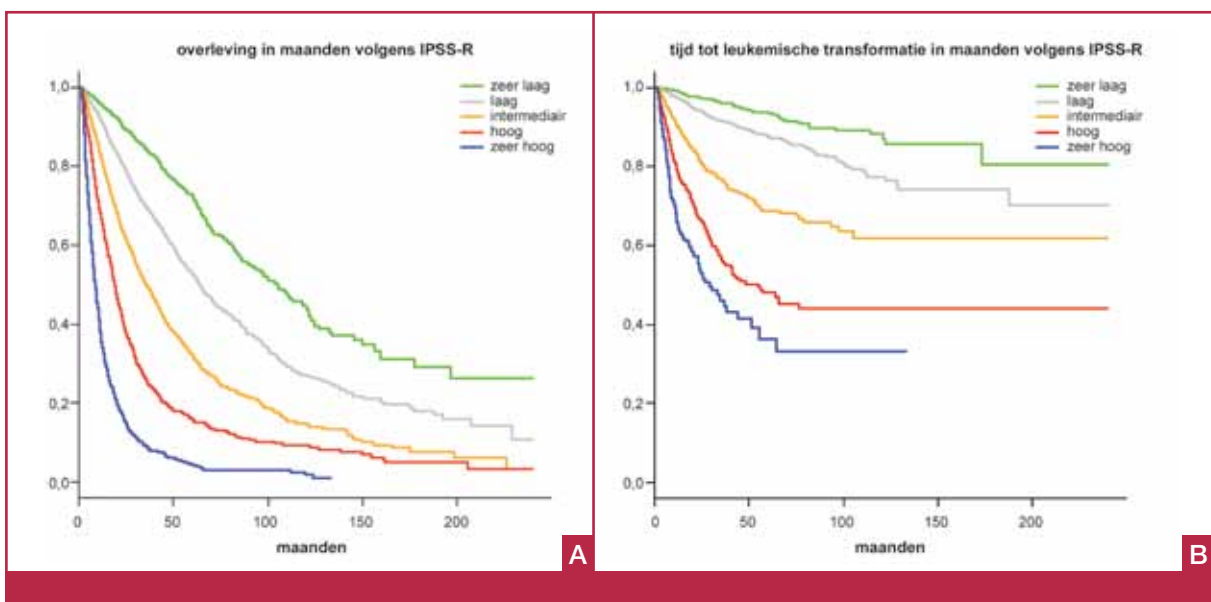 overleving in maanden volgens IPSS-R
zeer laag
laag
intermediair
hoog
zeer hoog
1,0
0,8
0,6
0,4
0,2
0,0
0 50 100 150 200
maanden
A
tijd tot leukemische transformatie in maanden volgens IPSS-R
zeer laag
laag
intermediair
hoog
zeer hoog
1,0
0,8
0,6
0,4
0,2
0,0
0 50 100 150 200
maanden
B